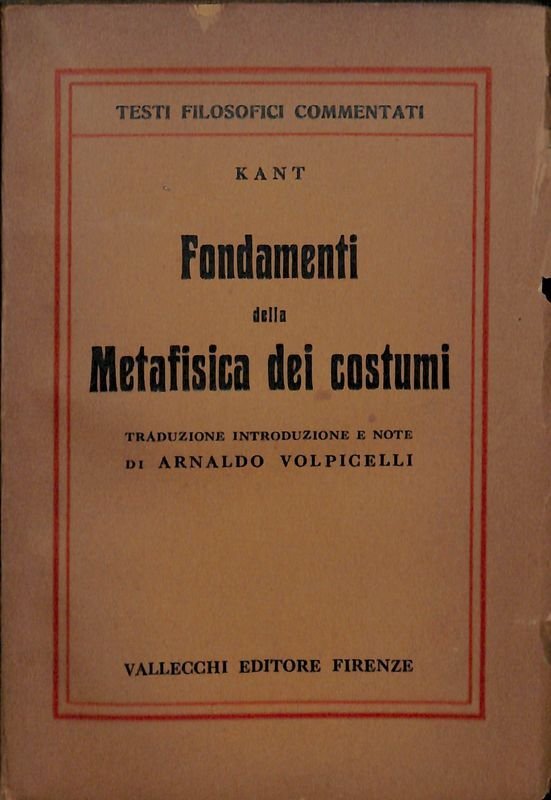 TESTI FILOSOFICI COMMENTATI
KANT
Fondamenti
della
Metafisica dei costumi
TRADUZIONE INTRODUZIONE E NOTE
DI ARNALDO VOLPICELLI
VALLECCHI EDITORE FIRENZE